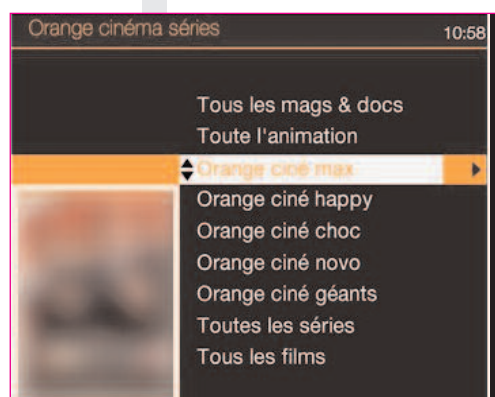 Orange cinéma séries
10:58
Tous les mags & docs
Toute l'animation
Orange ciné max
Orange ciné happy
Orange ciné choc
Orange ciné novo
Orange ciné géants
Toutes les séries
Tous les films